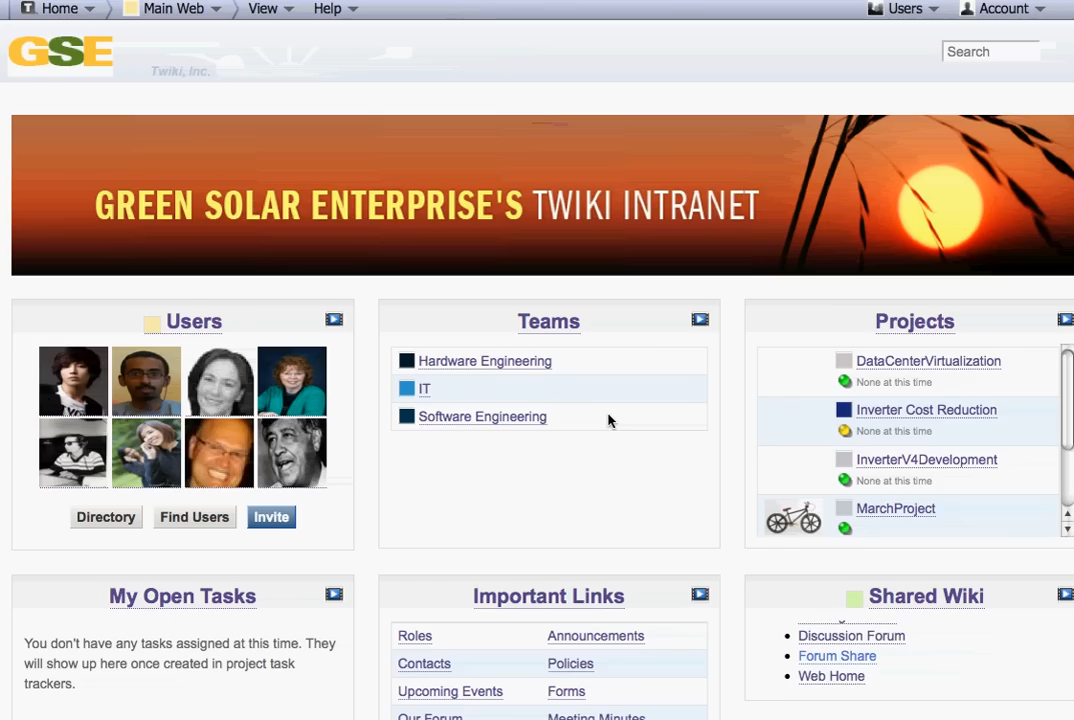 Home Main Web View Help Users Account
GSE
Twiki, Inc.
Search
GREEN SOLAR ENTERPRISE'S TWIKI INTRANET
Users
Directory Find Users Invite
Teams
Hardware Engineering
IT
Software Engineering
Projects
DataCenterVirtualization
None at this time
Inverter Cost Reduction
None at this time
InverterV4Development
None at this time
MarchProject
My Open Tasks
You don't have any tasks assigned at this time. They
will show up here once created in project task
trackers.
Important Links
Roles Announcements
Contacts Policies
Upcoming Events Forms
Our Forum Meeting Minutes
Shared Wiki
Discussion Forum
Forum Share
Web Home